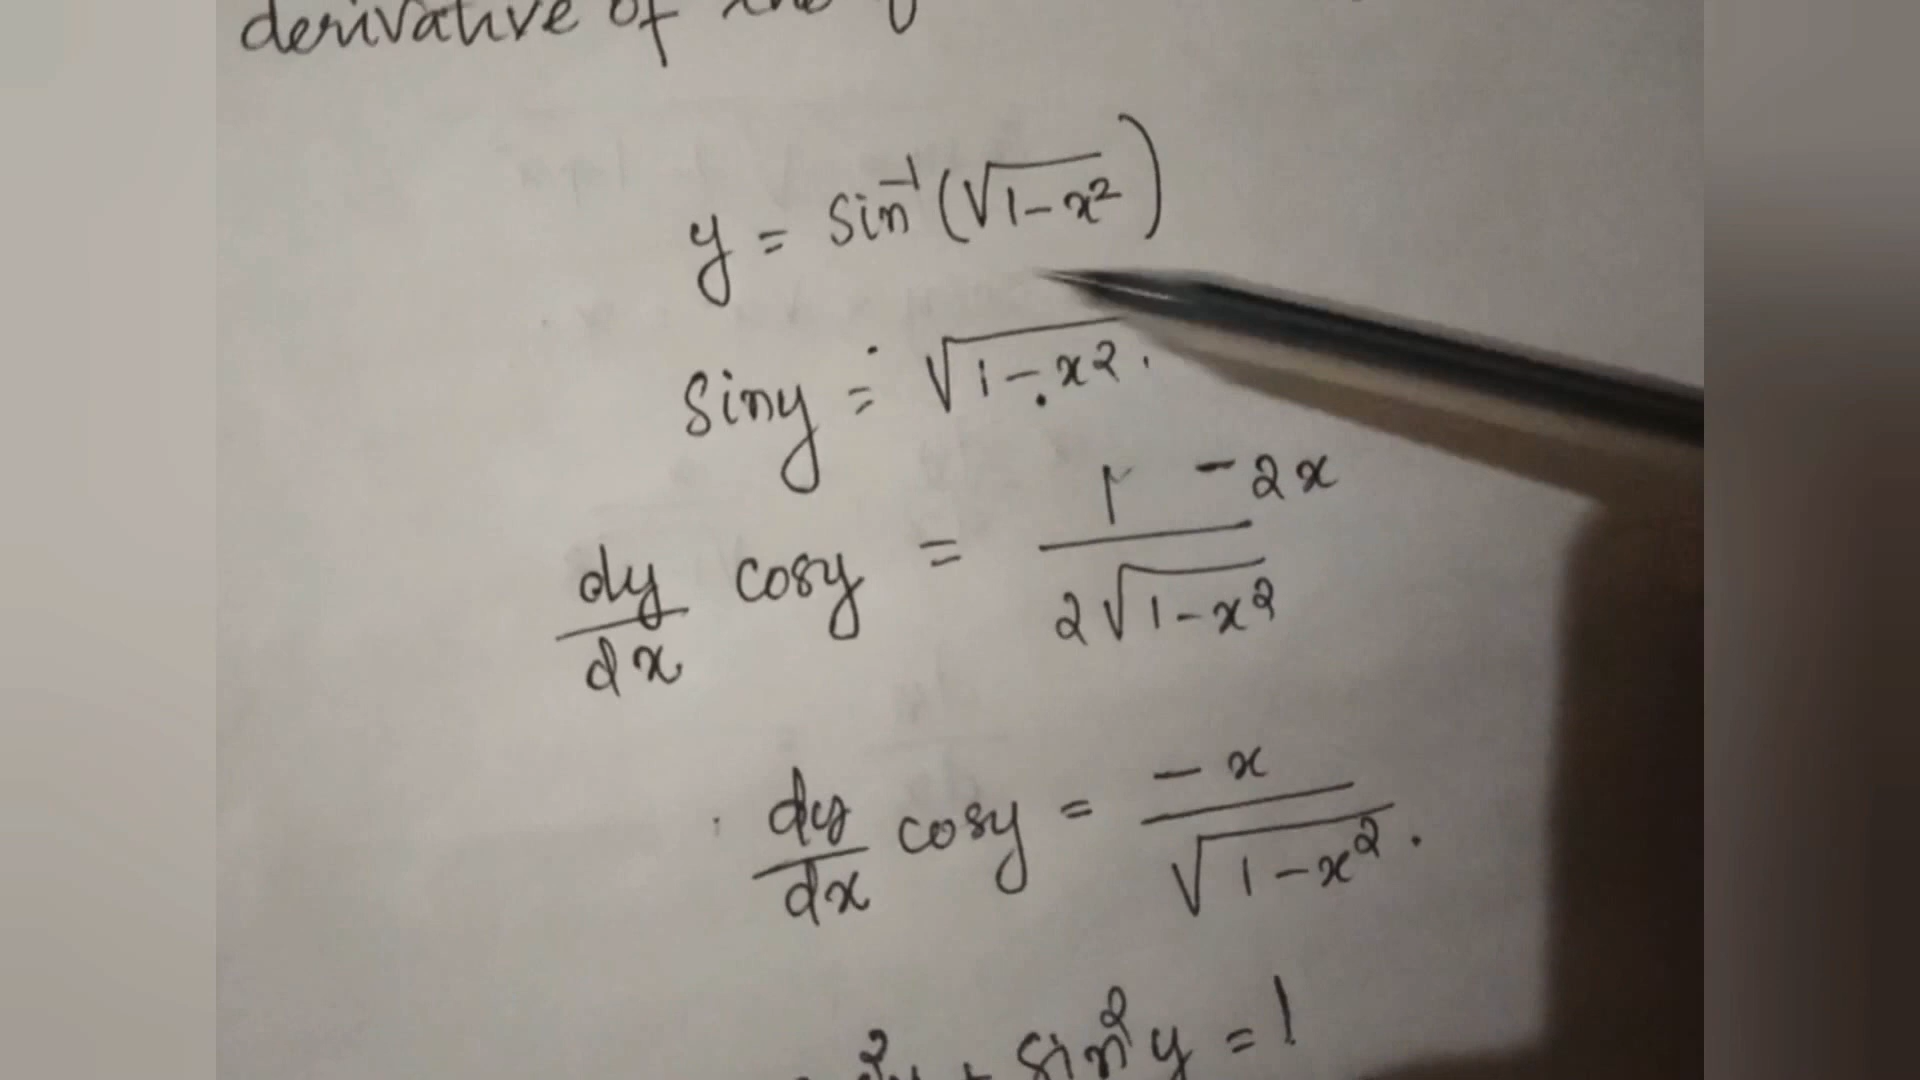 derivative of the
y = sin⁻¹(√1-x²)
siny = √1-x².
dy/dx cosy = 1 -2x / 2√1-x²
dy/dx cosy = -x / √1-x².
sin²y = 1